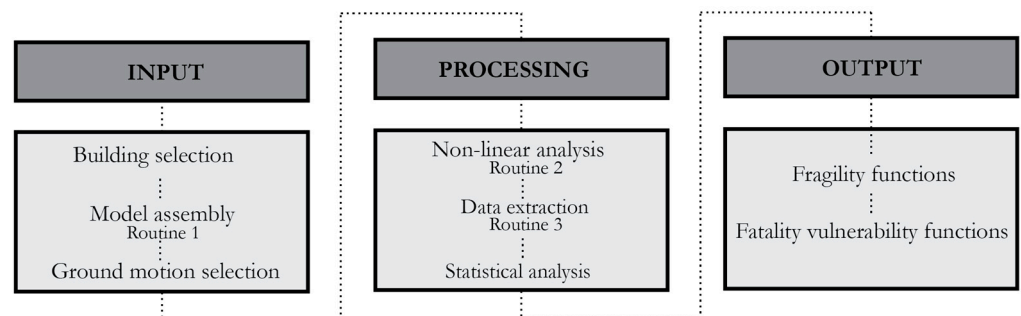 INPUT
Building selection
Model assembly
Routine 1
Ground motion selection
PROCESSING
Non-linear analysis
Routine 2
Data extraction
Routine 3
Statistical analysis
OUTPUT
Fragility functions
Fatality vulnerability functions